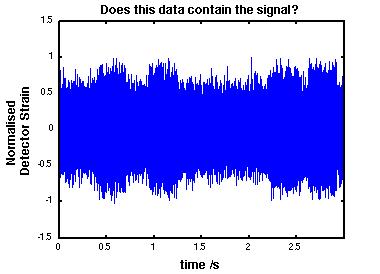 Does this data contain the signal?
1.5
1
0.5
0
-0.5
-1
-1.5
Normalised
Detector Strain
0 0.5 1 1.5 2 2.5
time /s